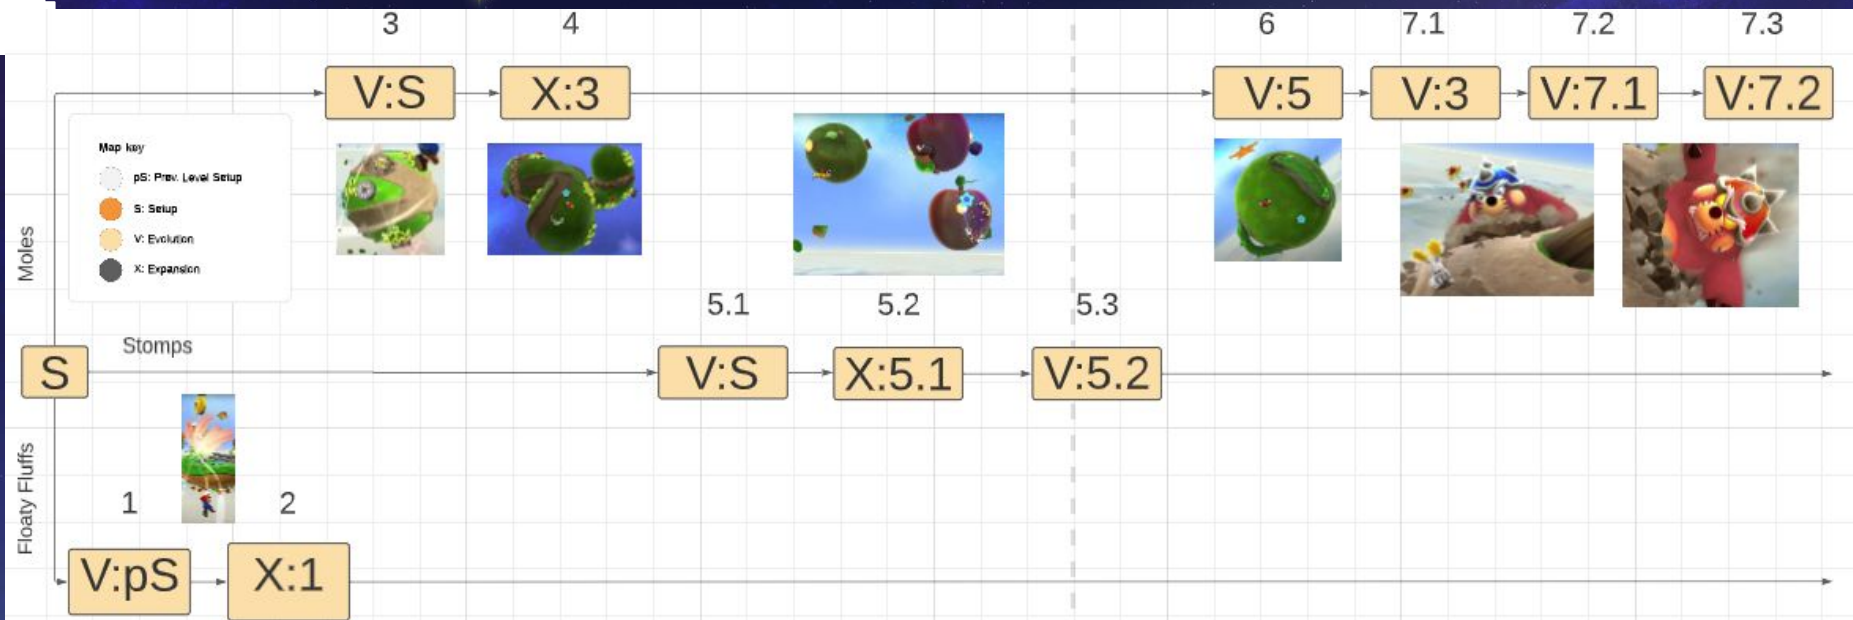 3 4 6 7.1 7.2 7.3
V:S X:3 V:5 V:3 V:7.1 V:7.2
Map key
pS: Prev. Level Setup
S: Setup
V: Evolution
X: Expansion
Moles
5.1 5.2 5.3
Stomps
S V:S X:5.1 V:5.2
Floaty Fluffs
1 2
V:pS X:1